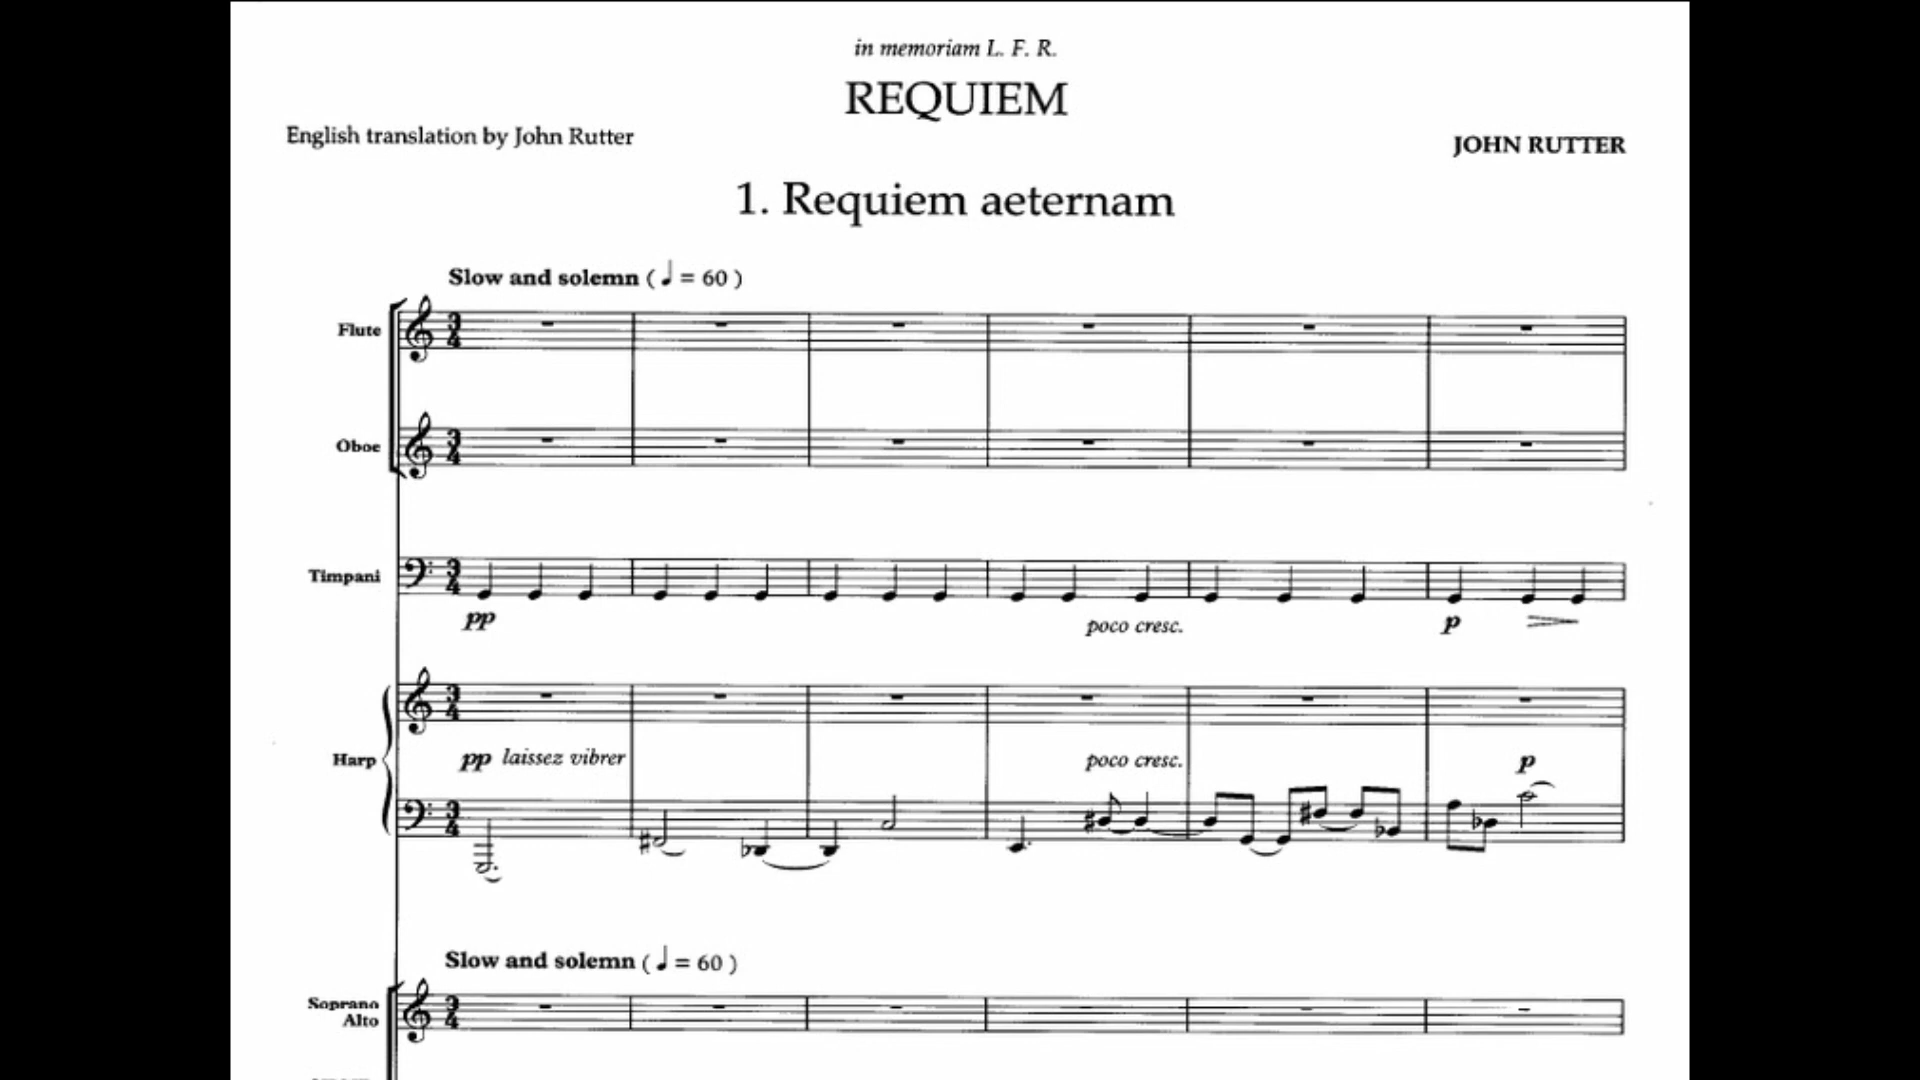 in memoriam L. F. R.
REQUIEM
English translation by John Rutter
JOHN RUTTER
1. Requiem aeternam
Slow and solemn ( ♩ = 60 )
Flute
Oboe
Timpani
pp
poco cresc.
p
Harp
pp laissez vibrer
poco cresc.
p
Slow and solemn ( ♩ = 60 )
Soprano
Alto